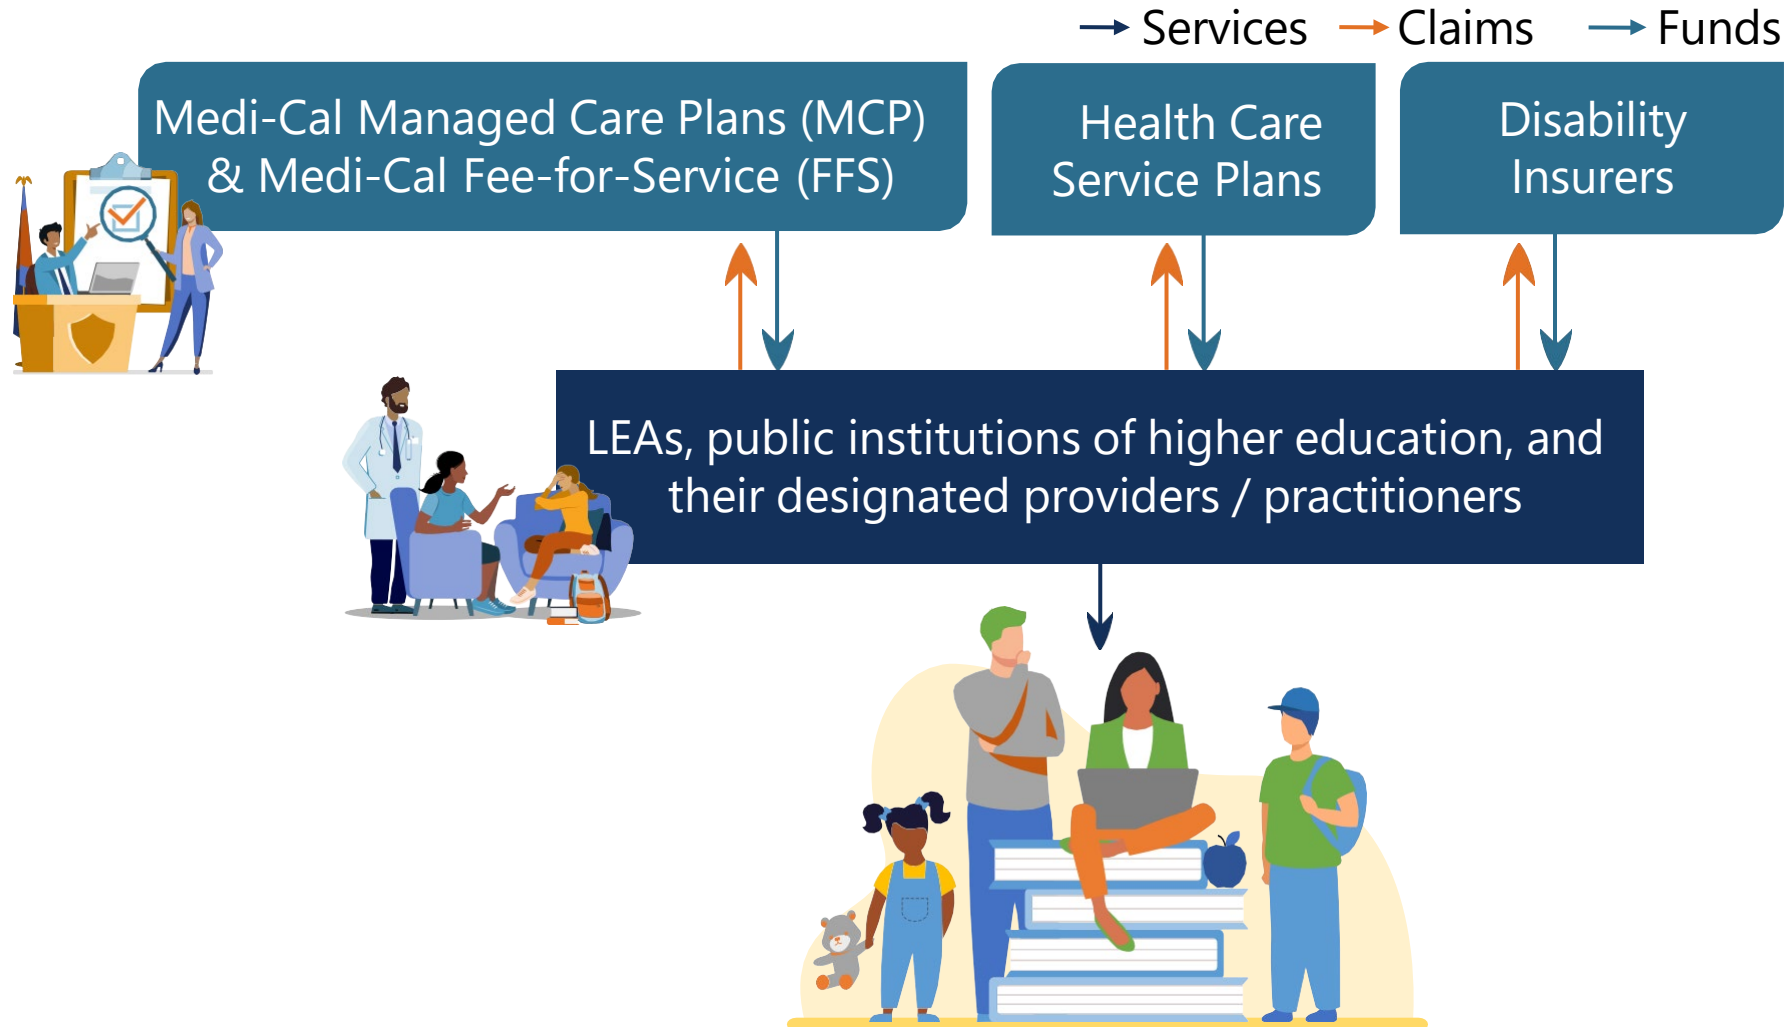 Services Claims Funds
Medi-Cal Managed Care Plans (MCP)
& Medi-Cal Fee-for-Service (FFS)
Health Care
Service Plans
Disability
Insurers
LEAs, public institutions of higher education, and
their designated providers / practitioners